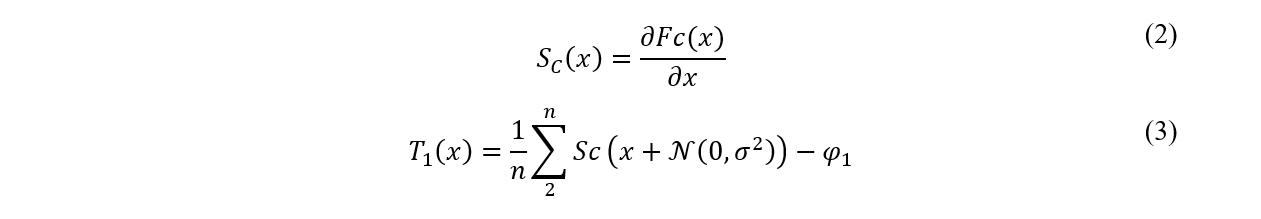 S_C(x) = ∂Fc(x)/∂x (2)
T_1(x) = 1/n ∑_2^n Sc(x + 𝒩(0, σ^2)) − φ_1 (3)